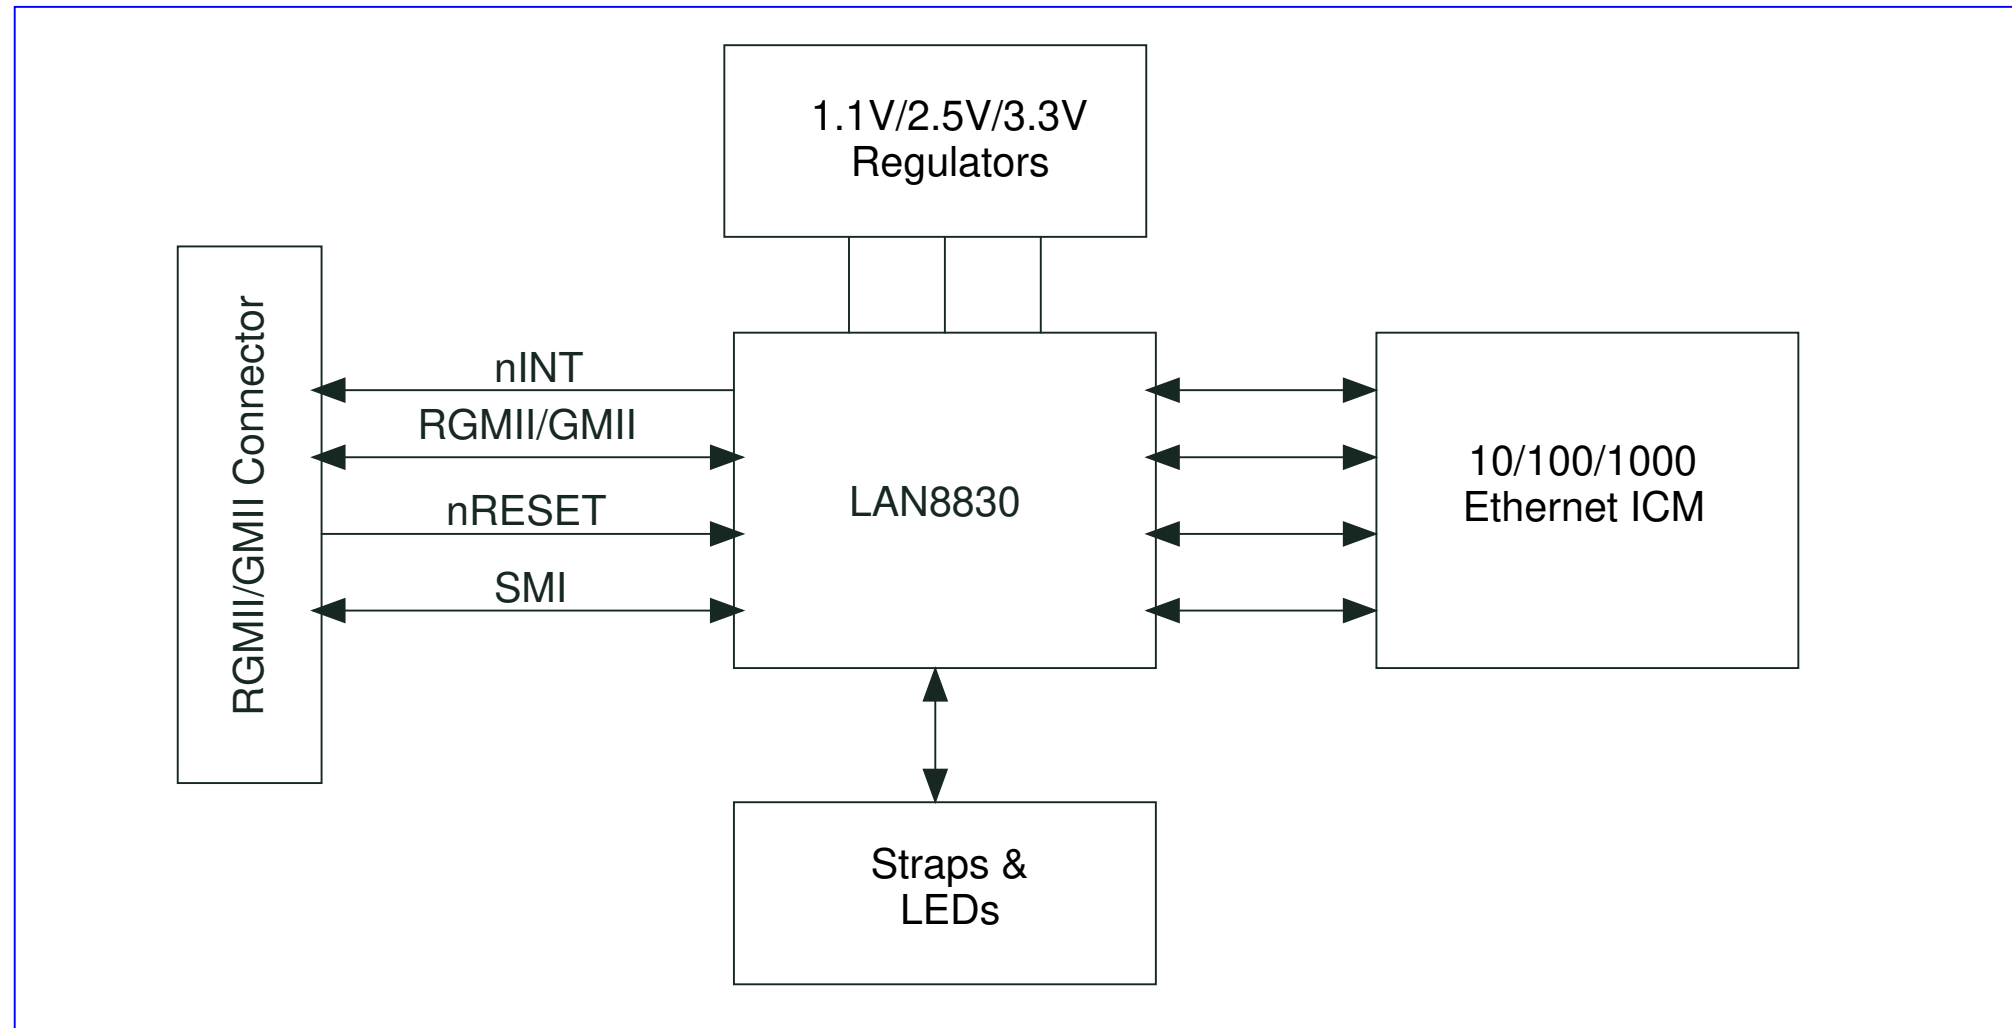 1.1V/2.5V/3.3V
Regulators
RGMII/GMII Connector
nINT
RGMII/GMII
nRESET
SMI
LAN8830
10/100/1000
Ethernet ICM
Straps &
LEDs